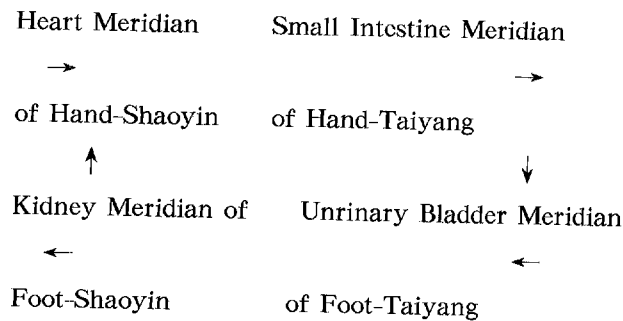 Heart Meridian Small Intestine Meridian
→ →
of Hand-Shaoyin of Hand-Taiyang
↑ ↓
Kidney Meridian of Unrinary Bladder Meridian
← ←
Foot-Shaoyin of Foot-Taiyang